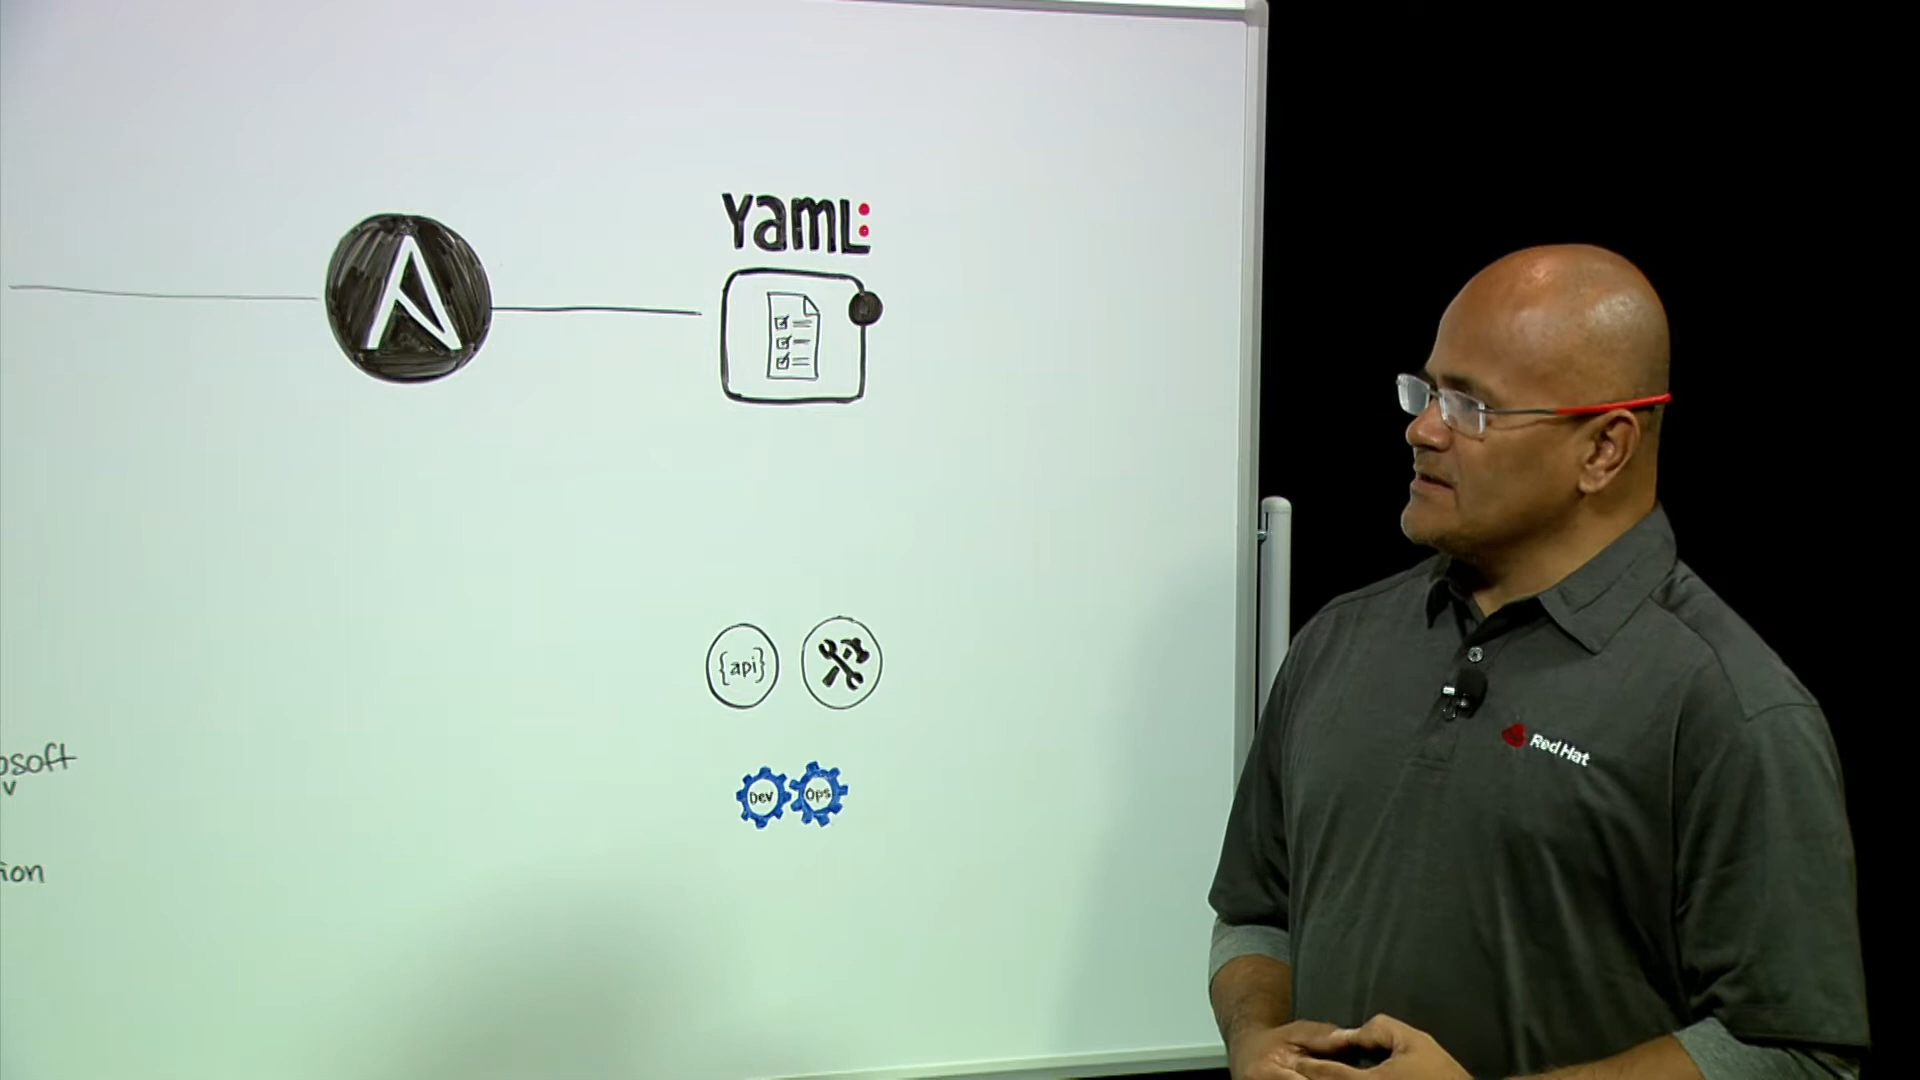 YAML:
{api}
Dev Ops
osoft
v
ion
Red Hat